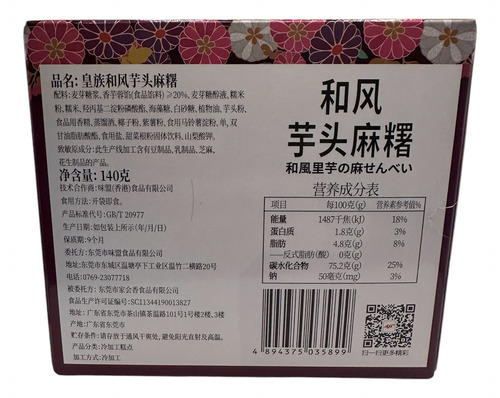 品名: 皇族和风芋头麻糬
配料: 麦芽糖浆, 香芋蓉馅(食品馅料) ≥20%, 麦芽糖醇液, 糯米
粉, 糯米, 羟丙基二淀粉磷酸酯, 海藻糖, 白砂糖, 植物油, 芋头粉,
食品用香精, 蒸馏酒, 椰子粉, 紫薯粉, 食用马铃薯淀粉, 单, 双
甘油脂肪酸酯, 食用盐, 甜菜根粉固体饮料, 山梨酸钾。
致敏原成分: 此生产线加工含有豆制品, 乳制品, 芝麻,
花生制品的产品。
净含量: 140克
技术合作商: 味盟(香港)食品有限公司
食用方法: 开袋即食。
产品标准代号: GB/T 20977
生产日期: 如包装上所示(年/月/日)
保质期: 9个月
委托方: 东莞市味盟食品有限公司
地址: 东莞市东城区温塘亭下工业区温竹二横路20号
电话: 0769-23077718
被委托方: 东莞市家会香食品有限公司
食品生产许可证编号: SC11344190013827
地址: 广东省东莞市茶山镇茶溢路101号1号楼2楼, 3楼
产地: 广东省东莞市
贮存条件: 请存放于通风干爽处, 避免阳光直射及高温。
产品分类: 冷加工糕点
加工方式: 冷加工
和风
芋头麻糬
和風里芋の麻せんべい
营养成分表
项目 每100克(g) 营养素参考值%
能量 1487千焦(kJ) 18%
蛋白质 1.8克(g) 3%
脂肪 4.8克(g) 8%
—反式脂肪(酸) 0克(g)
碳水化合物 75.2克(g) 25%
钠 50毫克(mg) 3%
4 894375 035899
扫一扫更多精彩